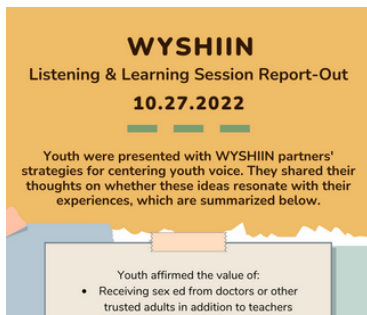 WYSHIIN
Listening & Learning Session Report-Out
10.27.2022
Youth were presented with WYSHIIN partners'
strategies for centering youth voice. They shared their
thoughts on whether these ideas resonate with their
experiences, which are summarized below.
Youth affirmed the value of:
• Receiving sex ed from doctors or other
trusted adults in addition to teachers